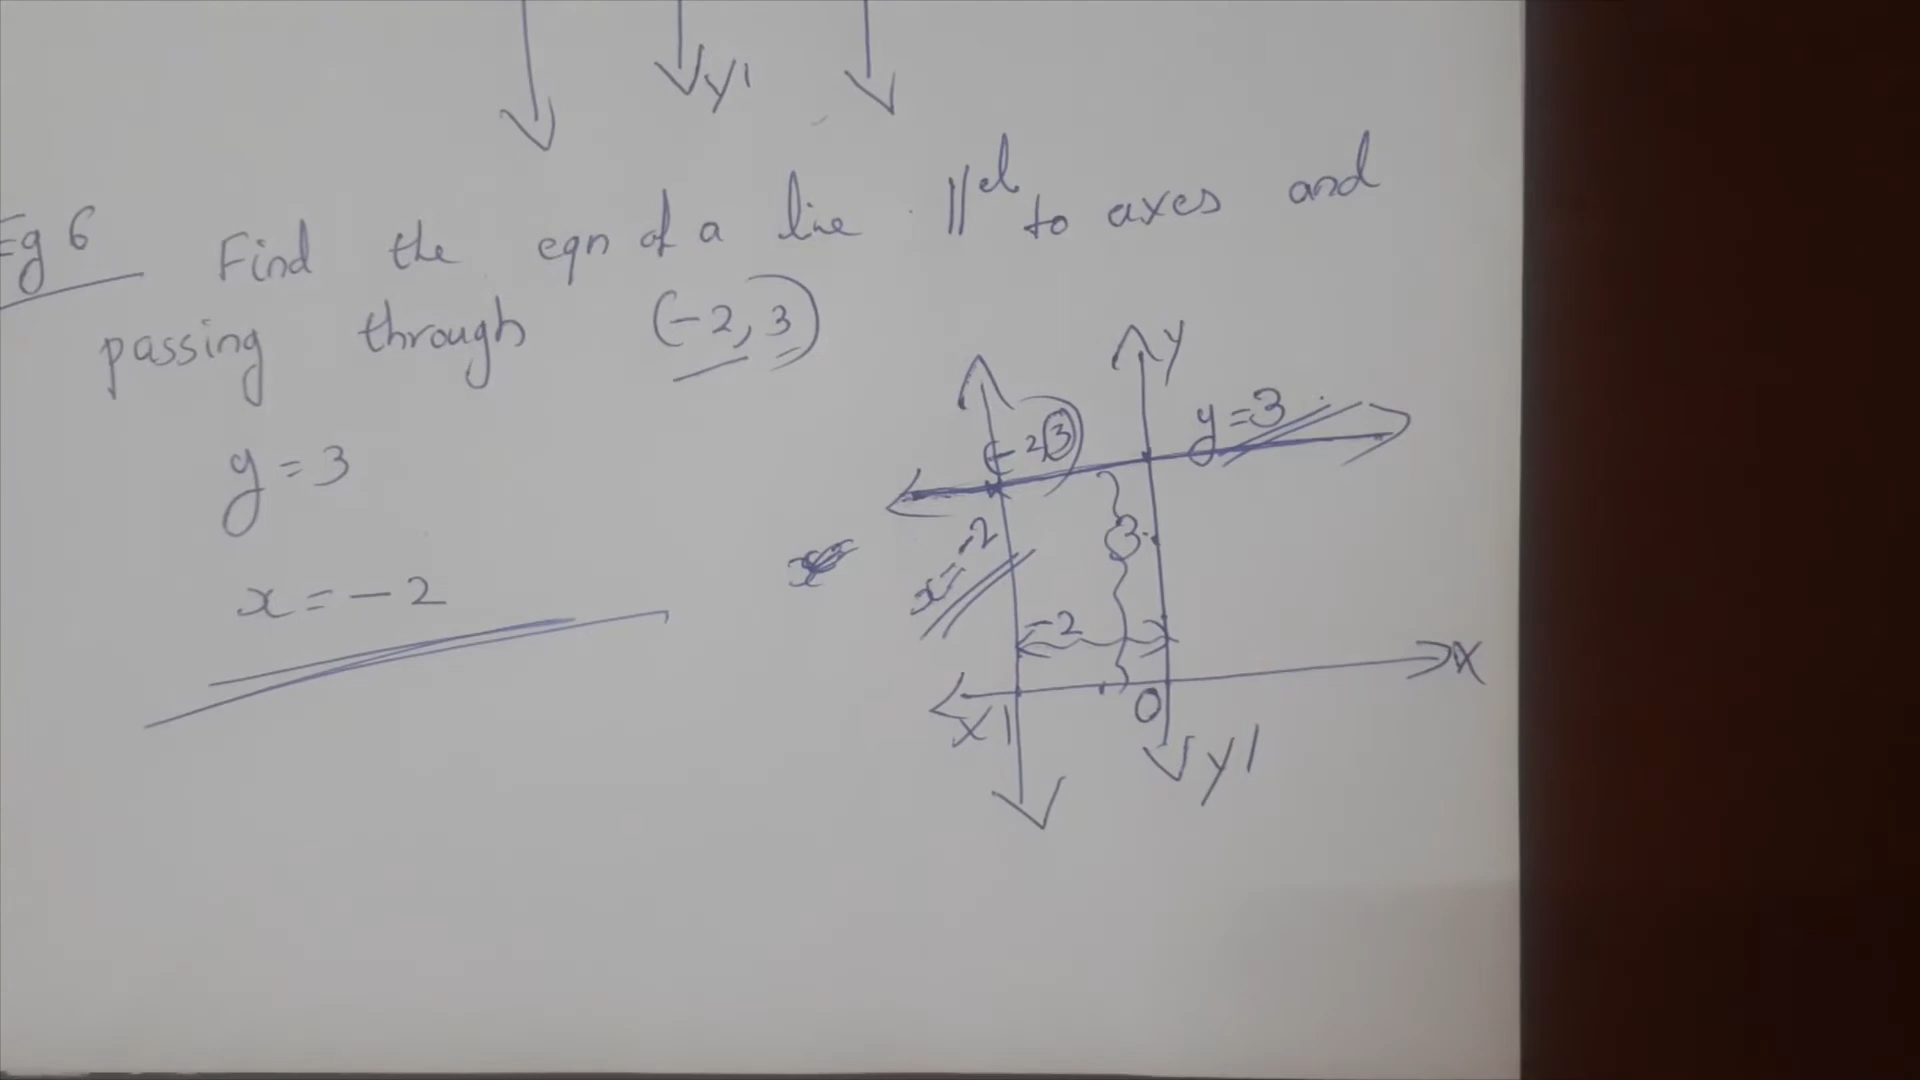 Y'
Eg 6 Find the eqn of a line ||el to axes and
passing through (-2, 3)
y = 3
x = -2
Y
y = 3
(-2 3)
x = -2
3
-2
X
X'
O
Y'